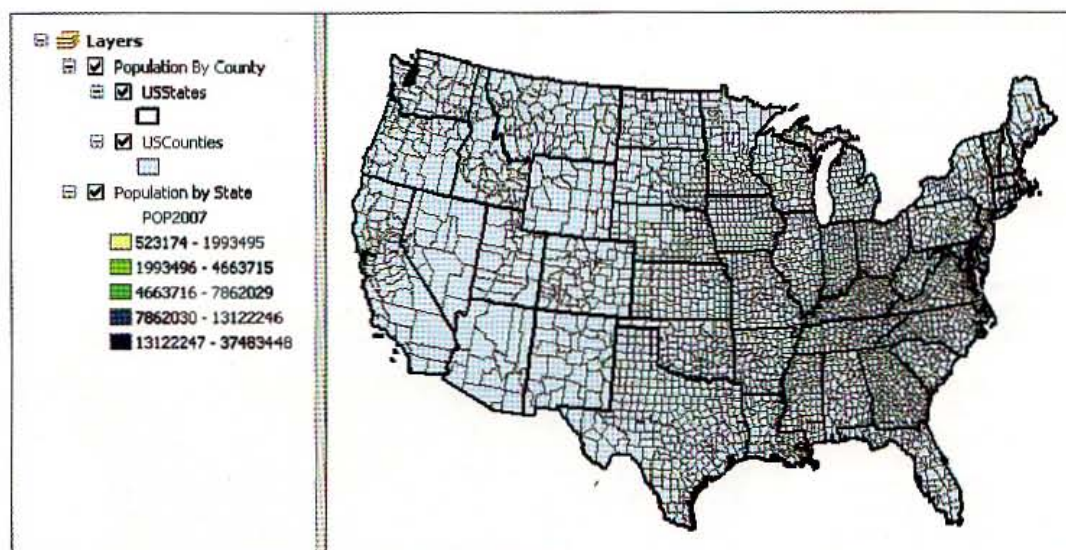 Layers
Population By County
USStates
USCounties
Population by State
POP2007
523174 - 1993495
1993496 - 4663715
4663716 - 7862029
7862030 - 13122246
13122247 - 37483448